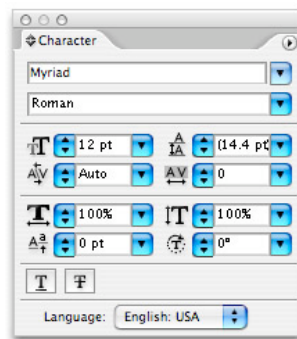 Character
Myriad
Roman
12 pt (14.4 pt)
Auto 0
100% 100%
0 pt 0°
T T
Language: English: USA